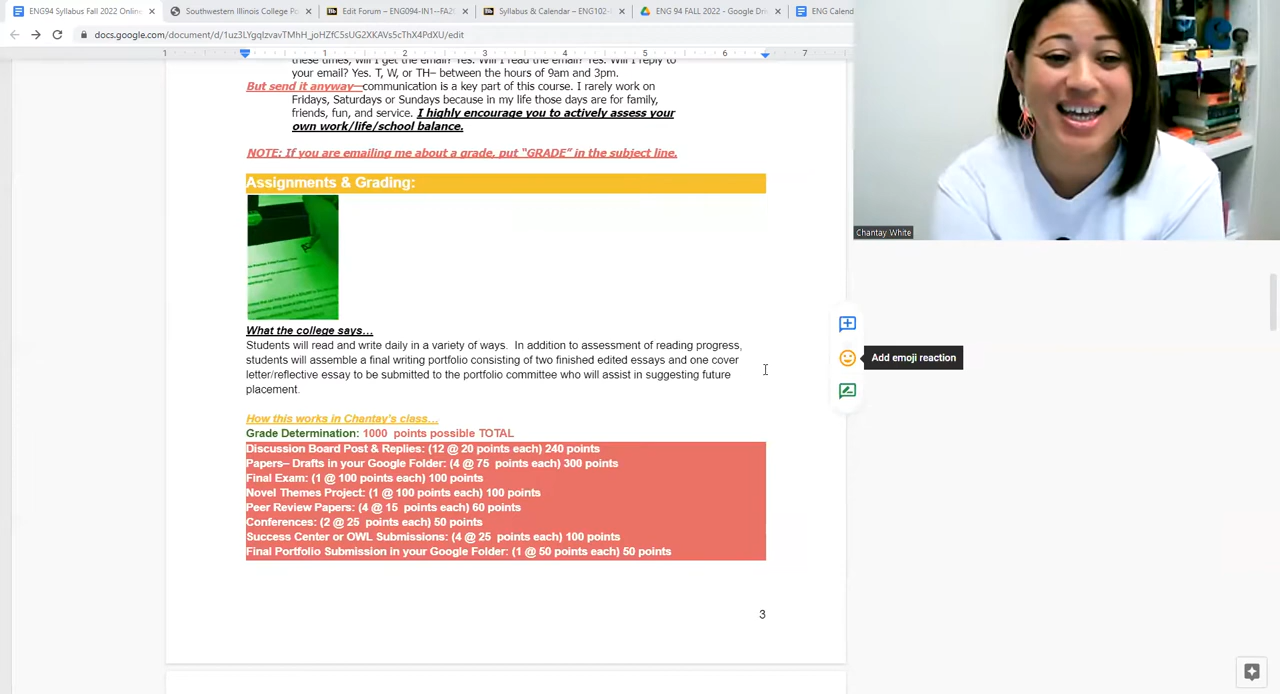 ENG94 Syllabus Fall 2022 Online
Southwestern Illinois College Po
Edit Forum – ENG094-IN1--FA20
Syllabus & Calendar – ENG102-
ENG 94 FALL 2022 - Google Dri
ENG Calend
docs.google.com/document/d/1uz3LYgqIzvavTMhH_joHZfC5sUG2XKAVs5cThX4PdXU/edit
1 1 2 3 4 5 6 7
these times, will I get the email? Yes. Will I read the email? Yes. Will I reply to
your email? Yes. T, W, or TH– between the hours of 9am and 3pm.
But send it anyway—communication is a key part of this course. I rarely work on
Fridays, Saturdays or Sundays because in my life those days are for family,
friends, fun, and service. I highly encourage you to actively assess your
own work/life/school balance.
NOTE: If you are emailing me about a grade, put “GRADE” in the subject line.
Assignments & Grading:
What the college says…
Students will read and write daily in a variety of ways.  In addition to assessment of reading progress,
students will assemble a final writing portfolio consisting of two finished edited essays and one cover
letter/reflective essay to be submitted to the portfolio committee who will assist in suggesting future
placement.
How this works in Chantay's class…
Grade Determination: 1000  points possible TOTAL
Discussion Board Post & Replies: (12 @ 20 points each) 240 points
Papers– Drafts in your Google Folder: (4 @ 75  points each) 300 points
Final Exam: (1 @ 100 points each) 100 points
Novel Themes Project: (1 @ 100 points each) 100 points
Peer Review Papers: (4 @ 15  points each) 60 points
Conferences: (2 @ 25  points each) 50 points
Success Center or OWL Submissions: (4 @ 25  points each) 100 points
Final Portfolio Submission in your Google Folder: (1 @ 50 points each) 50 points
3
Chantay White
Add emoji reaction